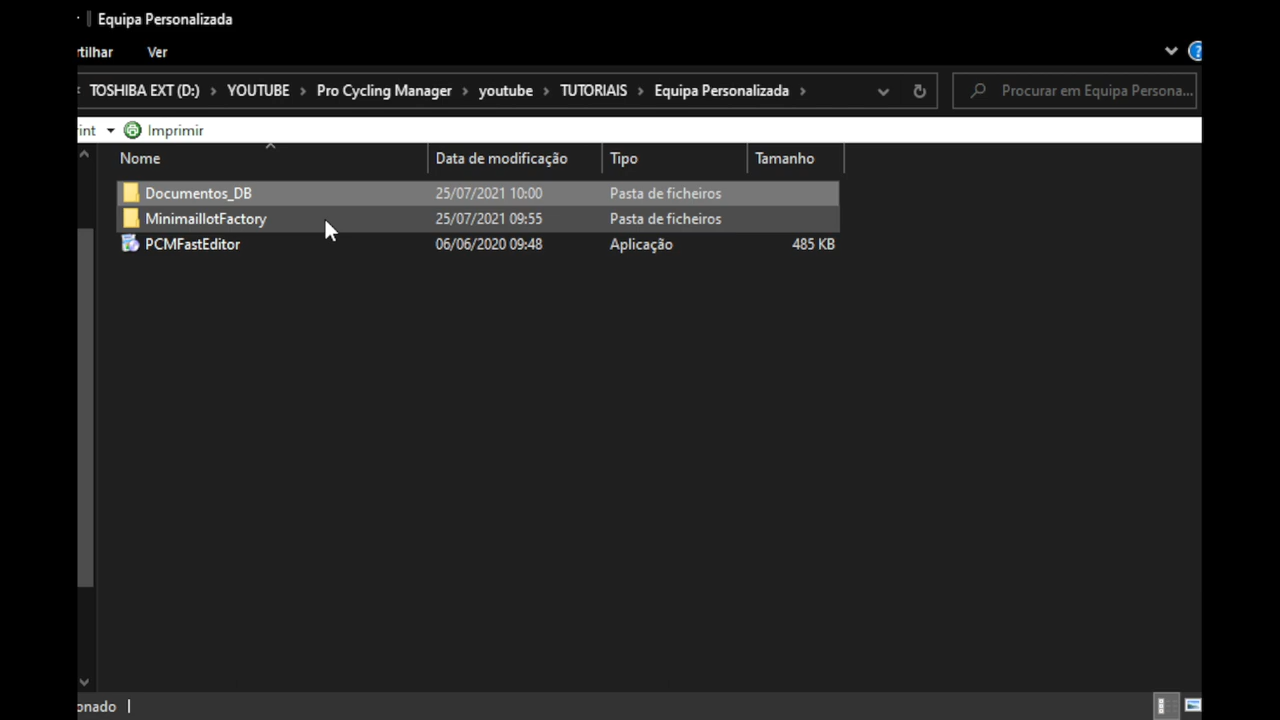 Equipa Personalizada
rtilhar Ver
TOSHIBA EXT (D:) › YOUTUBE › Pro Cycling Manager › youtube › TUTORIAIS › Equipa Personalizada › Procurar em Equipa Persona...
int Imprimir
Nome Data de modificação Tipo Tamanho
Documentos_DB 25/07/2021 10:00 Pasta de ficheiros
MinimaillotFactory 25/07/2021 09:55 Pasta de ficheiros
PCMFastEditor 06/06/2020 09:48 Aplicação 485 KB
onado